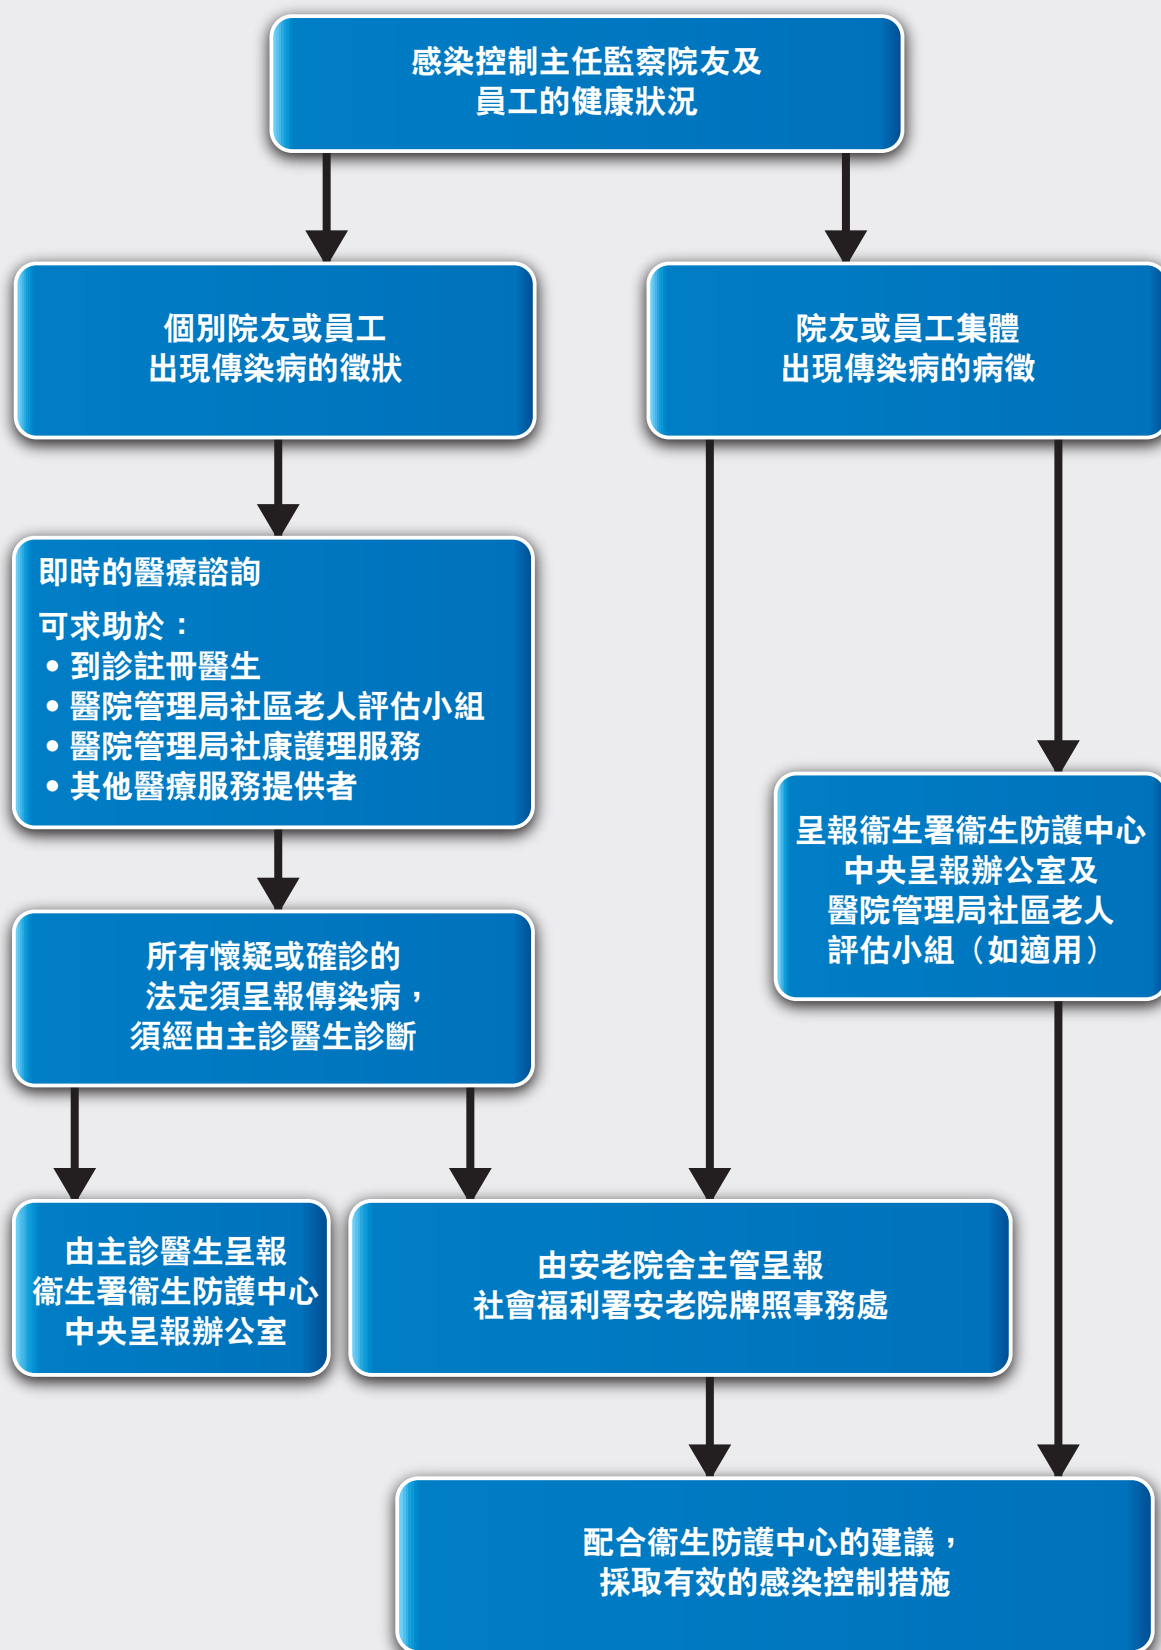 感染控制主任監察院友及
員工的健康狀況
個別院友或員工
出現傳染病的徵狀
院友或員工集體
出現傳染病的病徵
即時的醫療諮詢
可求助於：
• 到診註冊醫生
• 醫院管理局社區老人評估小組
• 醫院管理局社康護理服務
• 其他醫療服務提供者
呈報衞生署衞生防護中心
中央呈報辦公室及
醫院管理局社區老人
評估小組（如適用）
所有懷疑或確診的
法定須呈報傳染病，
須經由主診醫生診斷
由主診醫生呈報
衞生署衞生防護中心
中央呈報辦公室
由安老院舍主管呈報
社會福利署安老院牌照事務處
配合衞生防護中心的建議，
採取有效的感染控制措施